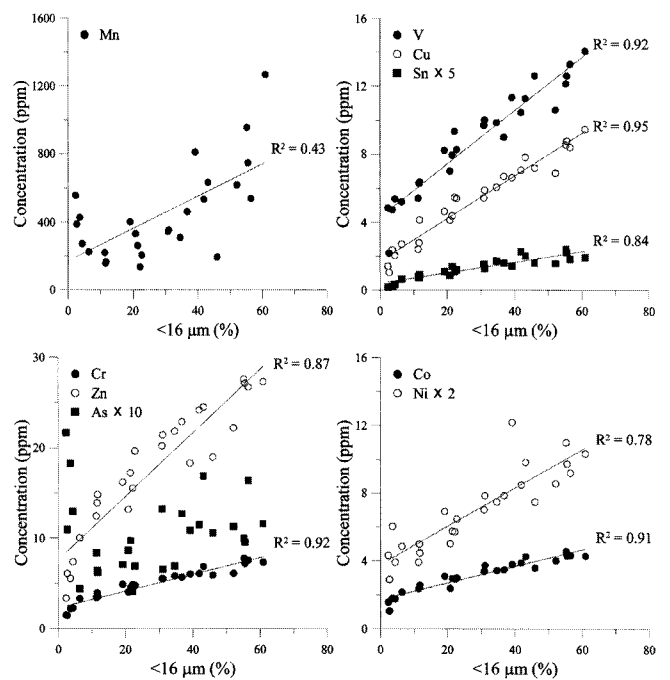 1600
1200
800
400
0
Concentration (ppm)
Mn
R² = 0.43
0 20 40 60 80
<16 µm (%)
16
12
8
4
0
Concentration (ppm)
V
Cu
Sn × 5
R² = 0.92
R² = 0.95
R² = 0.84
0 20 40 60 80
<16 µm (%)
30
20
10
0
Concentration (ppm)
Cr
Zn
As × 10
R² = 0.87
R² = 0.92
0 20 40 60 80
<16 µm (%)
16
12
8
4
0
Concentration (ppm)
Co
Ni × 2
R² = 0.78
R² = 0.91
0 20 40 60 80
<16 µm (%)